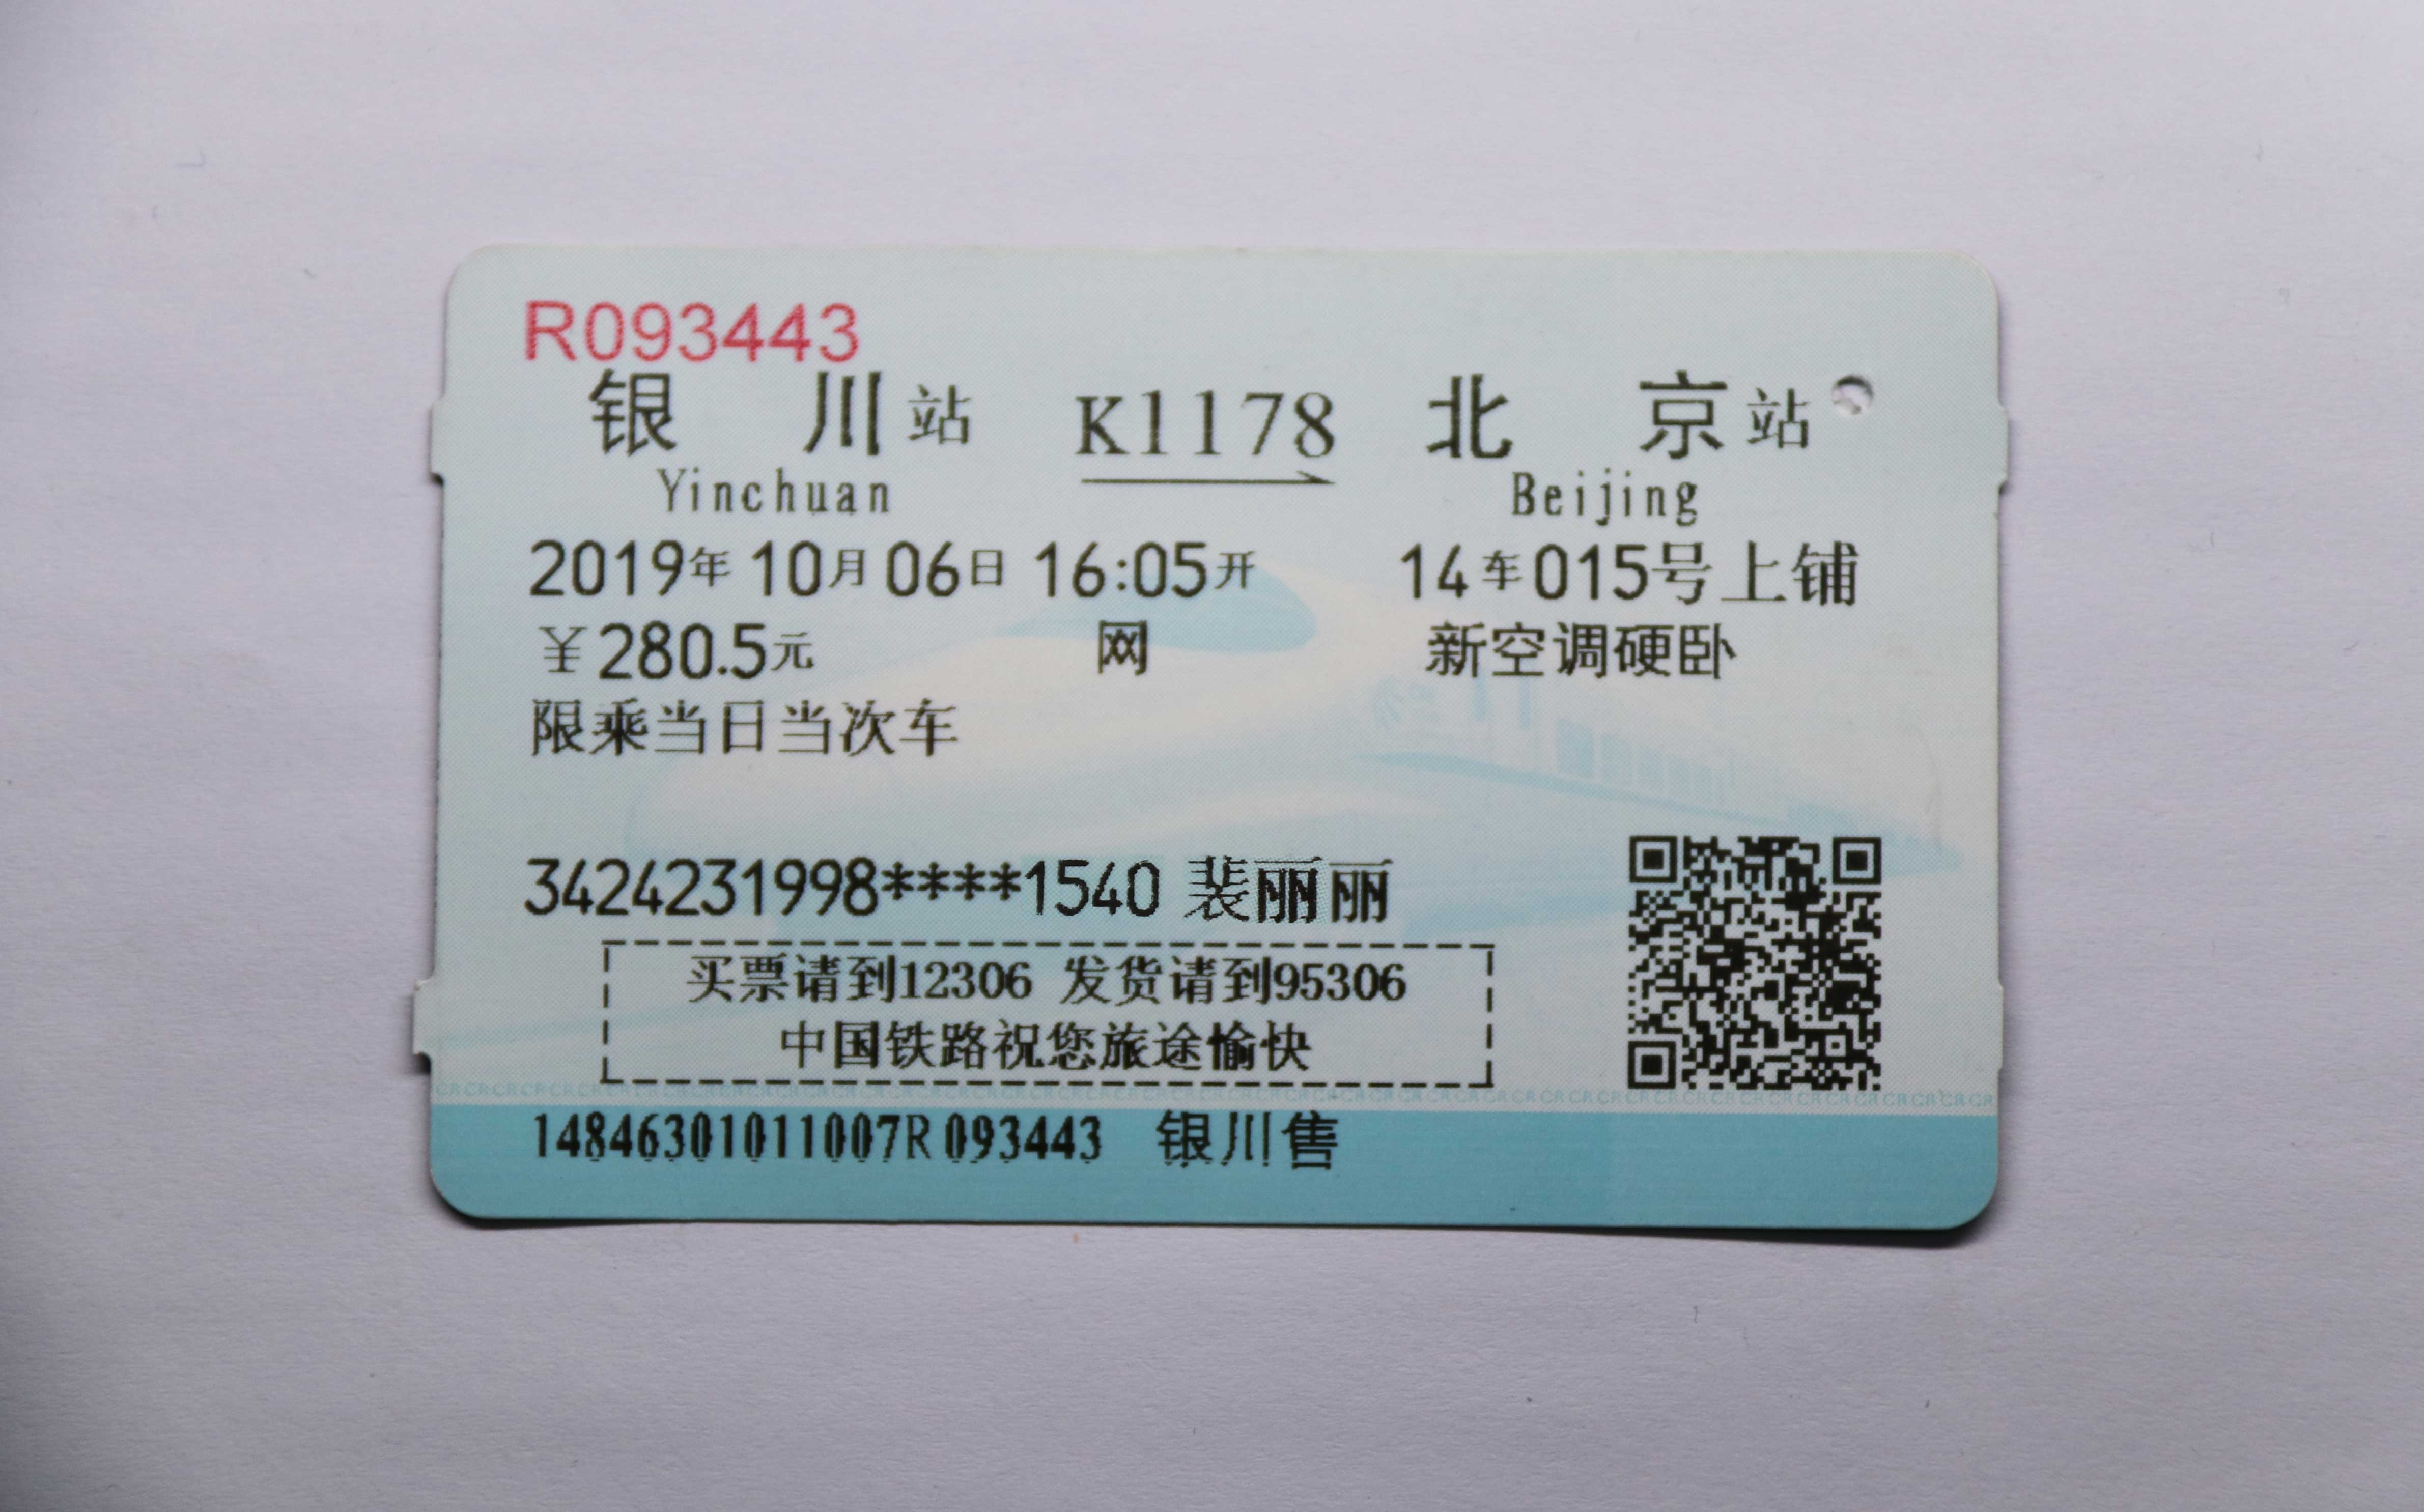 R093443
银川站 K1178 北京站
Yinchuan Beijing
2019年10月06日 16:05开 14车015号上铺
¥280.5元 网 新空调硬卧
限乘当日当次车
3424231998****1540 裴丽丽
买票请到12306 发货请到95306
中国铁路祝您旅途愉快
CRCRCRCRCRCRCRCRCRCRCRCRCRCRCRCRCRCRCRCRCRCRCRCRCRCRCRCRCRCRCRCRCRCRCRCRCRCRCR
14846301011007R093443 银川售